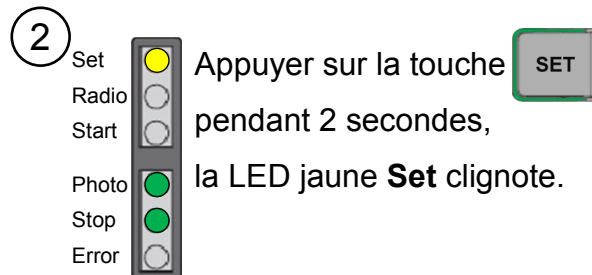 2
Set
Radio
Start
Photo
Stop
Error
Appuyer sur la touche SET
pendant 2 secondes,
la LED jaune Set clignote.